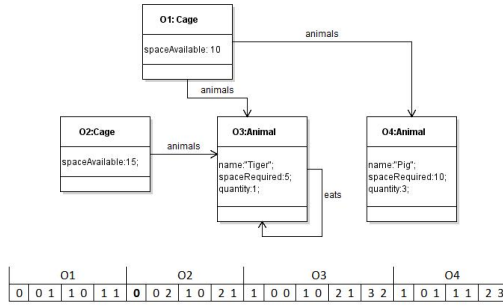 O1: Cage
spaceAvailable: 10
animals
animals
O2:Cage
spaceAvailable:15;
animals
O3:Animal
name:"Tiger";
spaceRequired:5;
quantity:1;
eats
O4:Animal
name:"Pig";
spaceRequired:10;
quantity:3;
O1 O2 O3 O4
0 0 1 1 0 1 1 0 0 2 1 0 2 1 1 0 0 1 0 2 1 3 2 1 0 1 1 1 2 3